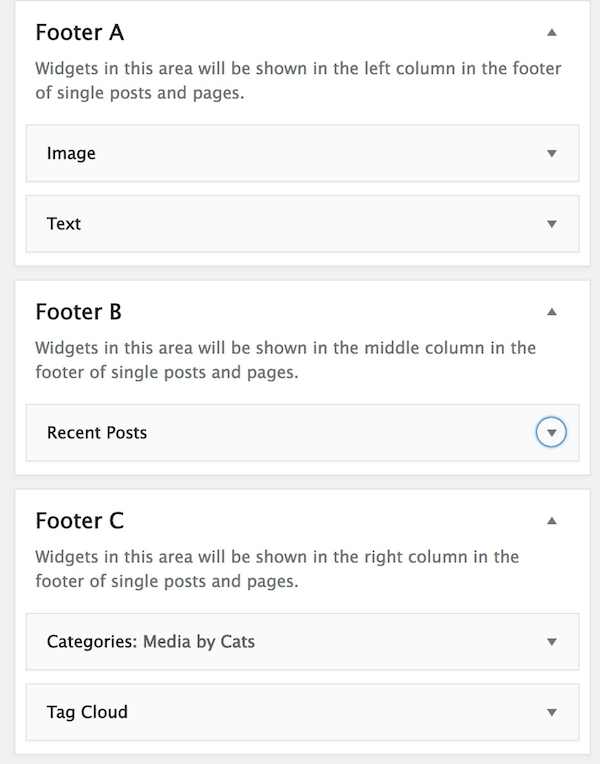 Footer A
Widgets in this area will be shown in the left column in the footer
of single posts and pages.
Image
Text
Footer B
Widgets in this area will be shown in the middle column in the
footer of single posts and pages.
Recent Posts
Footer C
Widgets in this area will be shown in the right column in the
footer of single posts and pages.
Categories: Media by Cats
Tag Cloud